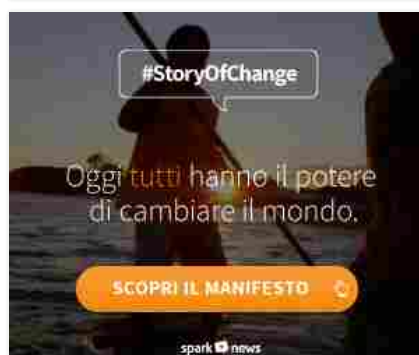 #StoryOfChange
Oggi tutti hanno il potere
di cambiare il mondo.
SCOPRI IL MANIFESTO
spark news